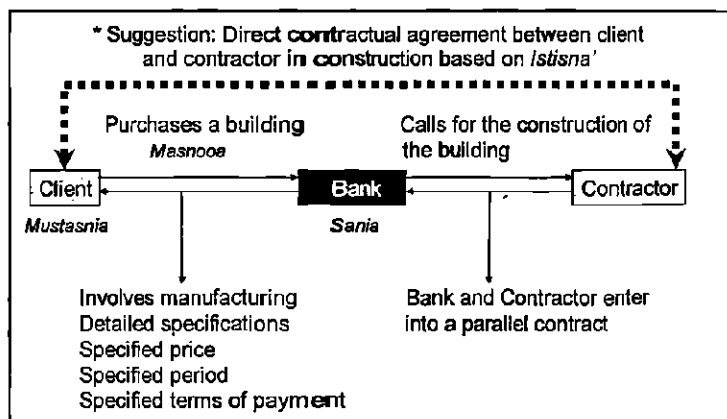 * Suggestion: Direct contractual agreement between client
and contractor in construction based on Istisna'
Purchases a building
Masnooa
Calls for the construction of
the building
Client
Bank
Contractor
Mustasnia
Sania
Involves manufacturing
Detailed specifications
Specified price
Specified period
Specified terms of payment
Bank and Contractor enter
into a parallel contract